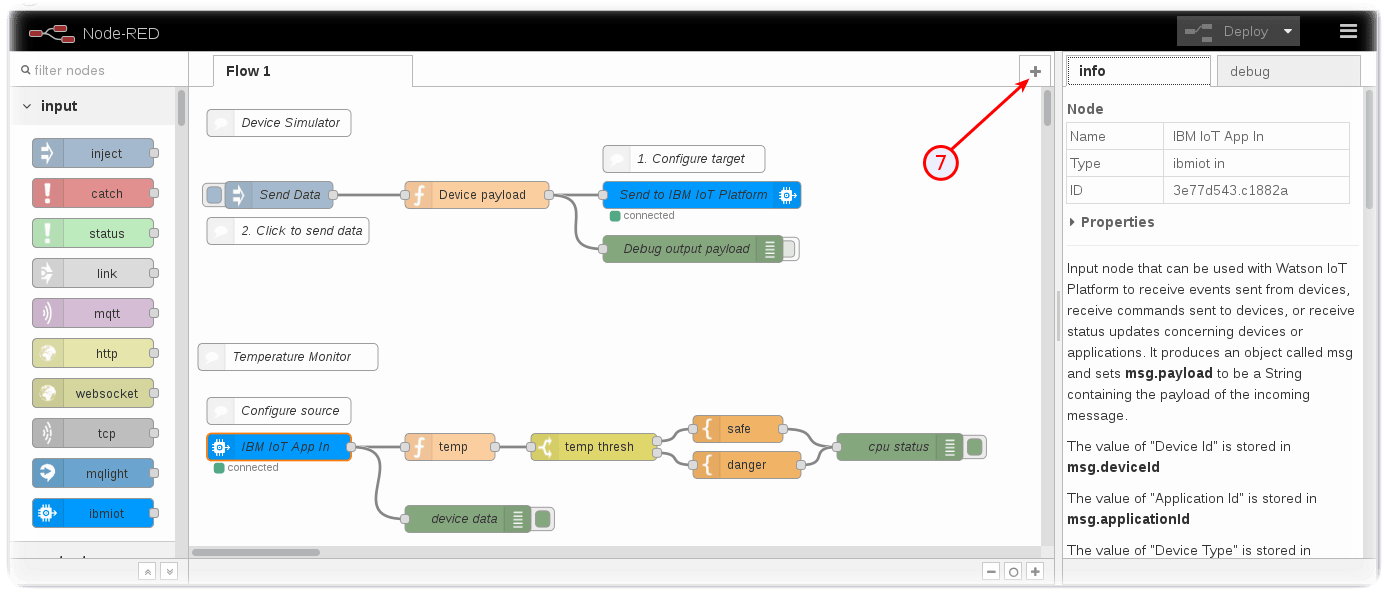 Node-RED
Deploy
filter nodes
Flow 1
+
info
debug
input
inject
catch
status
link
mqtt
http
websocket
tcp
mqlight
ibmiot
Device Simulator
1. Configure target
Send Data
Device payload
Send to IBM IoT Platform
connected
2. Click to send data
Debug output payload
Temperature Monitor
Configure source
IBM IoT App In
connected
temp
temp thresh
safe
danger
cpu status
device data
7
Node
Name IBM IoT App In
Type ibmiot in
ID 3e77d543.c1882a
Properties
Input node that can be used with Watson IoT
Platform to receive events sent from devices,
receive commands sent to devices, or receive
status updates concerning devices or
applications. It produces an object called msg
and sets msg.payload to be a String
containing the payload of the incoming
message.
The value of "Device Id" is stored in
msg.deviceId
The value of "Application Id" is stored in
msg.applicationId
The value of "Device Type" is stored in